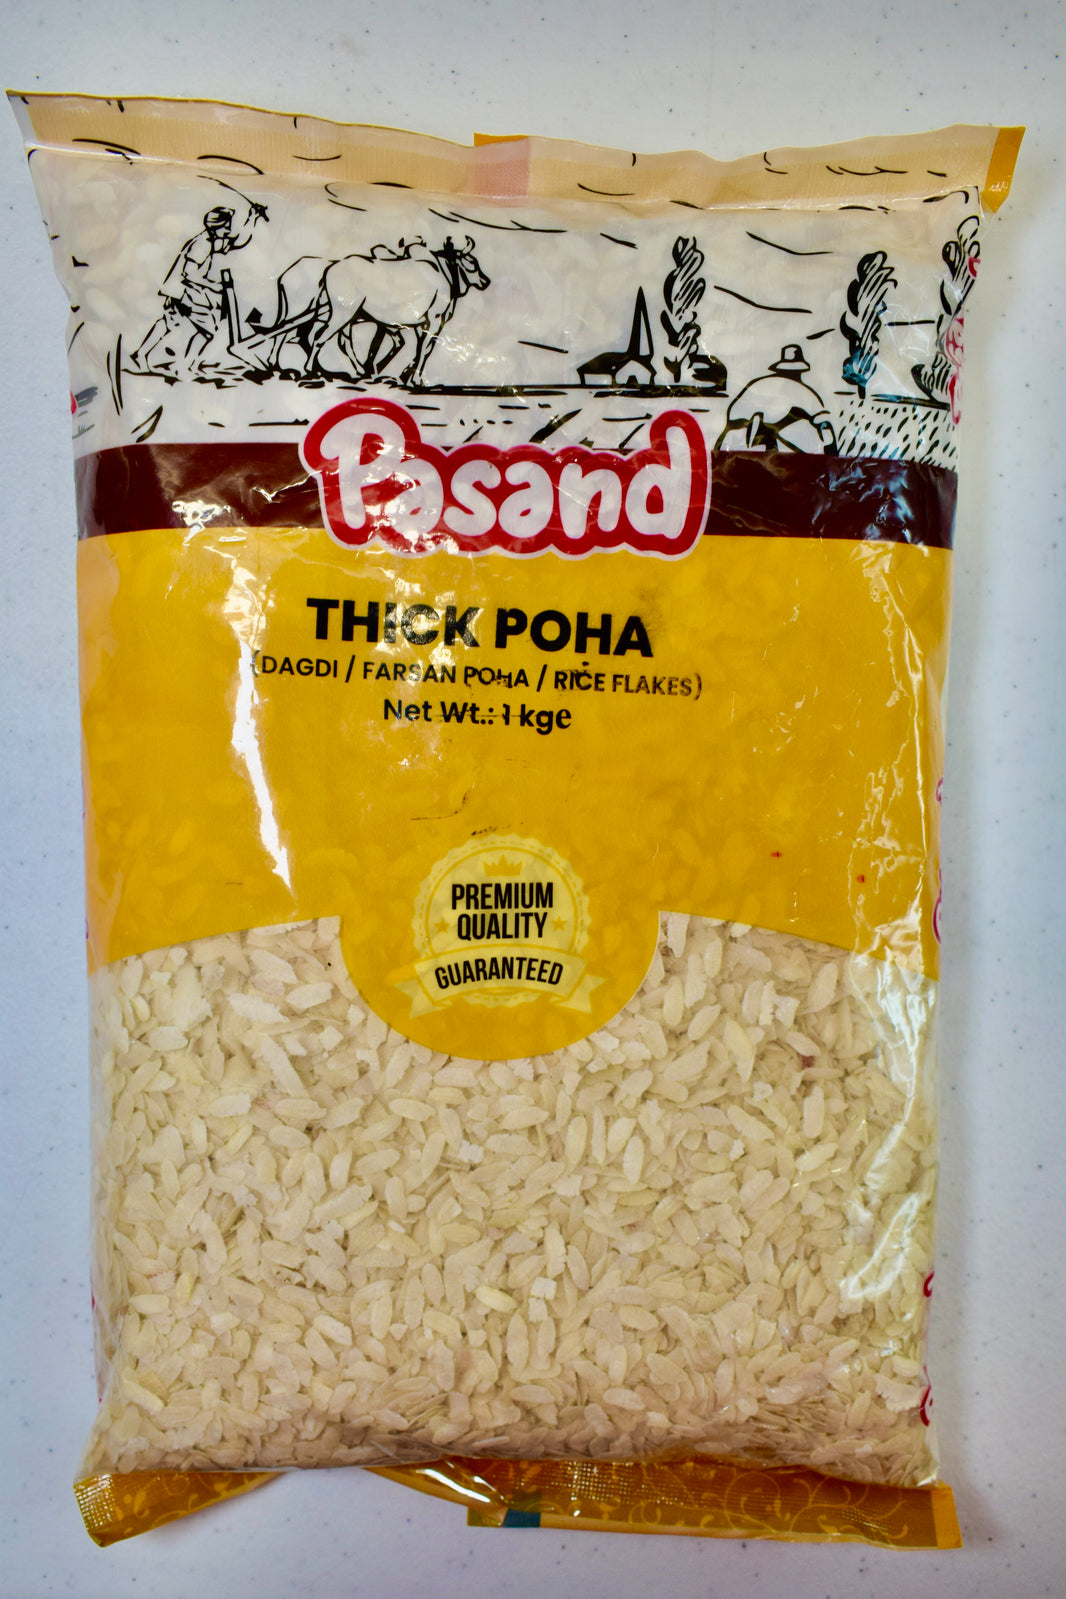 Pasand
THICK POHA
(DAGDI / FARSAN POHA / RICE FLAKES)
Net Wt.: 1 kge
PREMIUM
QUALITY
GUARANTEED